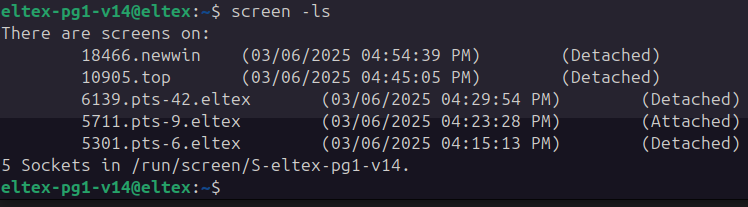 eltex-pg1-v14@eltex:~$ screen -ls
There are screens on:
        18466.newwin    (03/06/2025 04:54:39 PM)        (Detached)
        10905.top       (03/06/2025 04:45:05 PM)        (Detached)
        6139.pts-42.eltex       (03/06/2025 04:29:54 PM)        (Detached)
        5711.pts-9.eltex        (03/06/2025 04:23:28 PM)        (Attached)
        5301.pts-6.eltex        (03/06/2025 04:15:13 PM)        (Detached)
5 Sockets in /run/screen/S-eltex-pg1-v14.
eltex-pg1-v14@eltex:~$